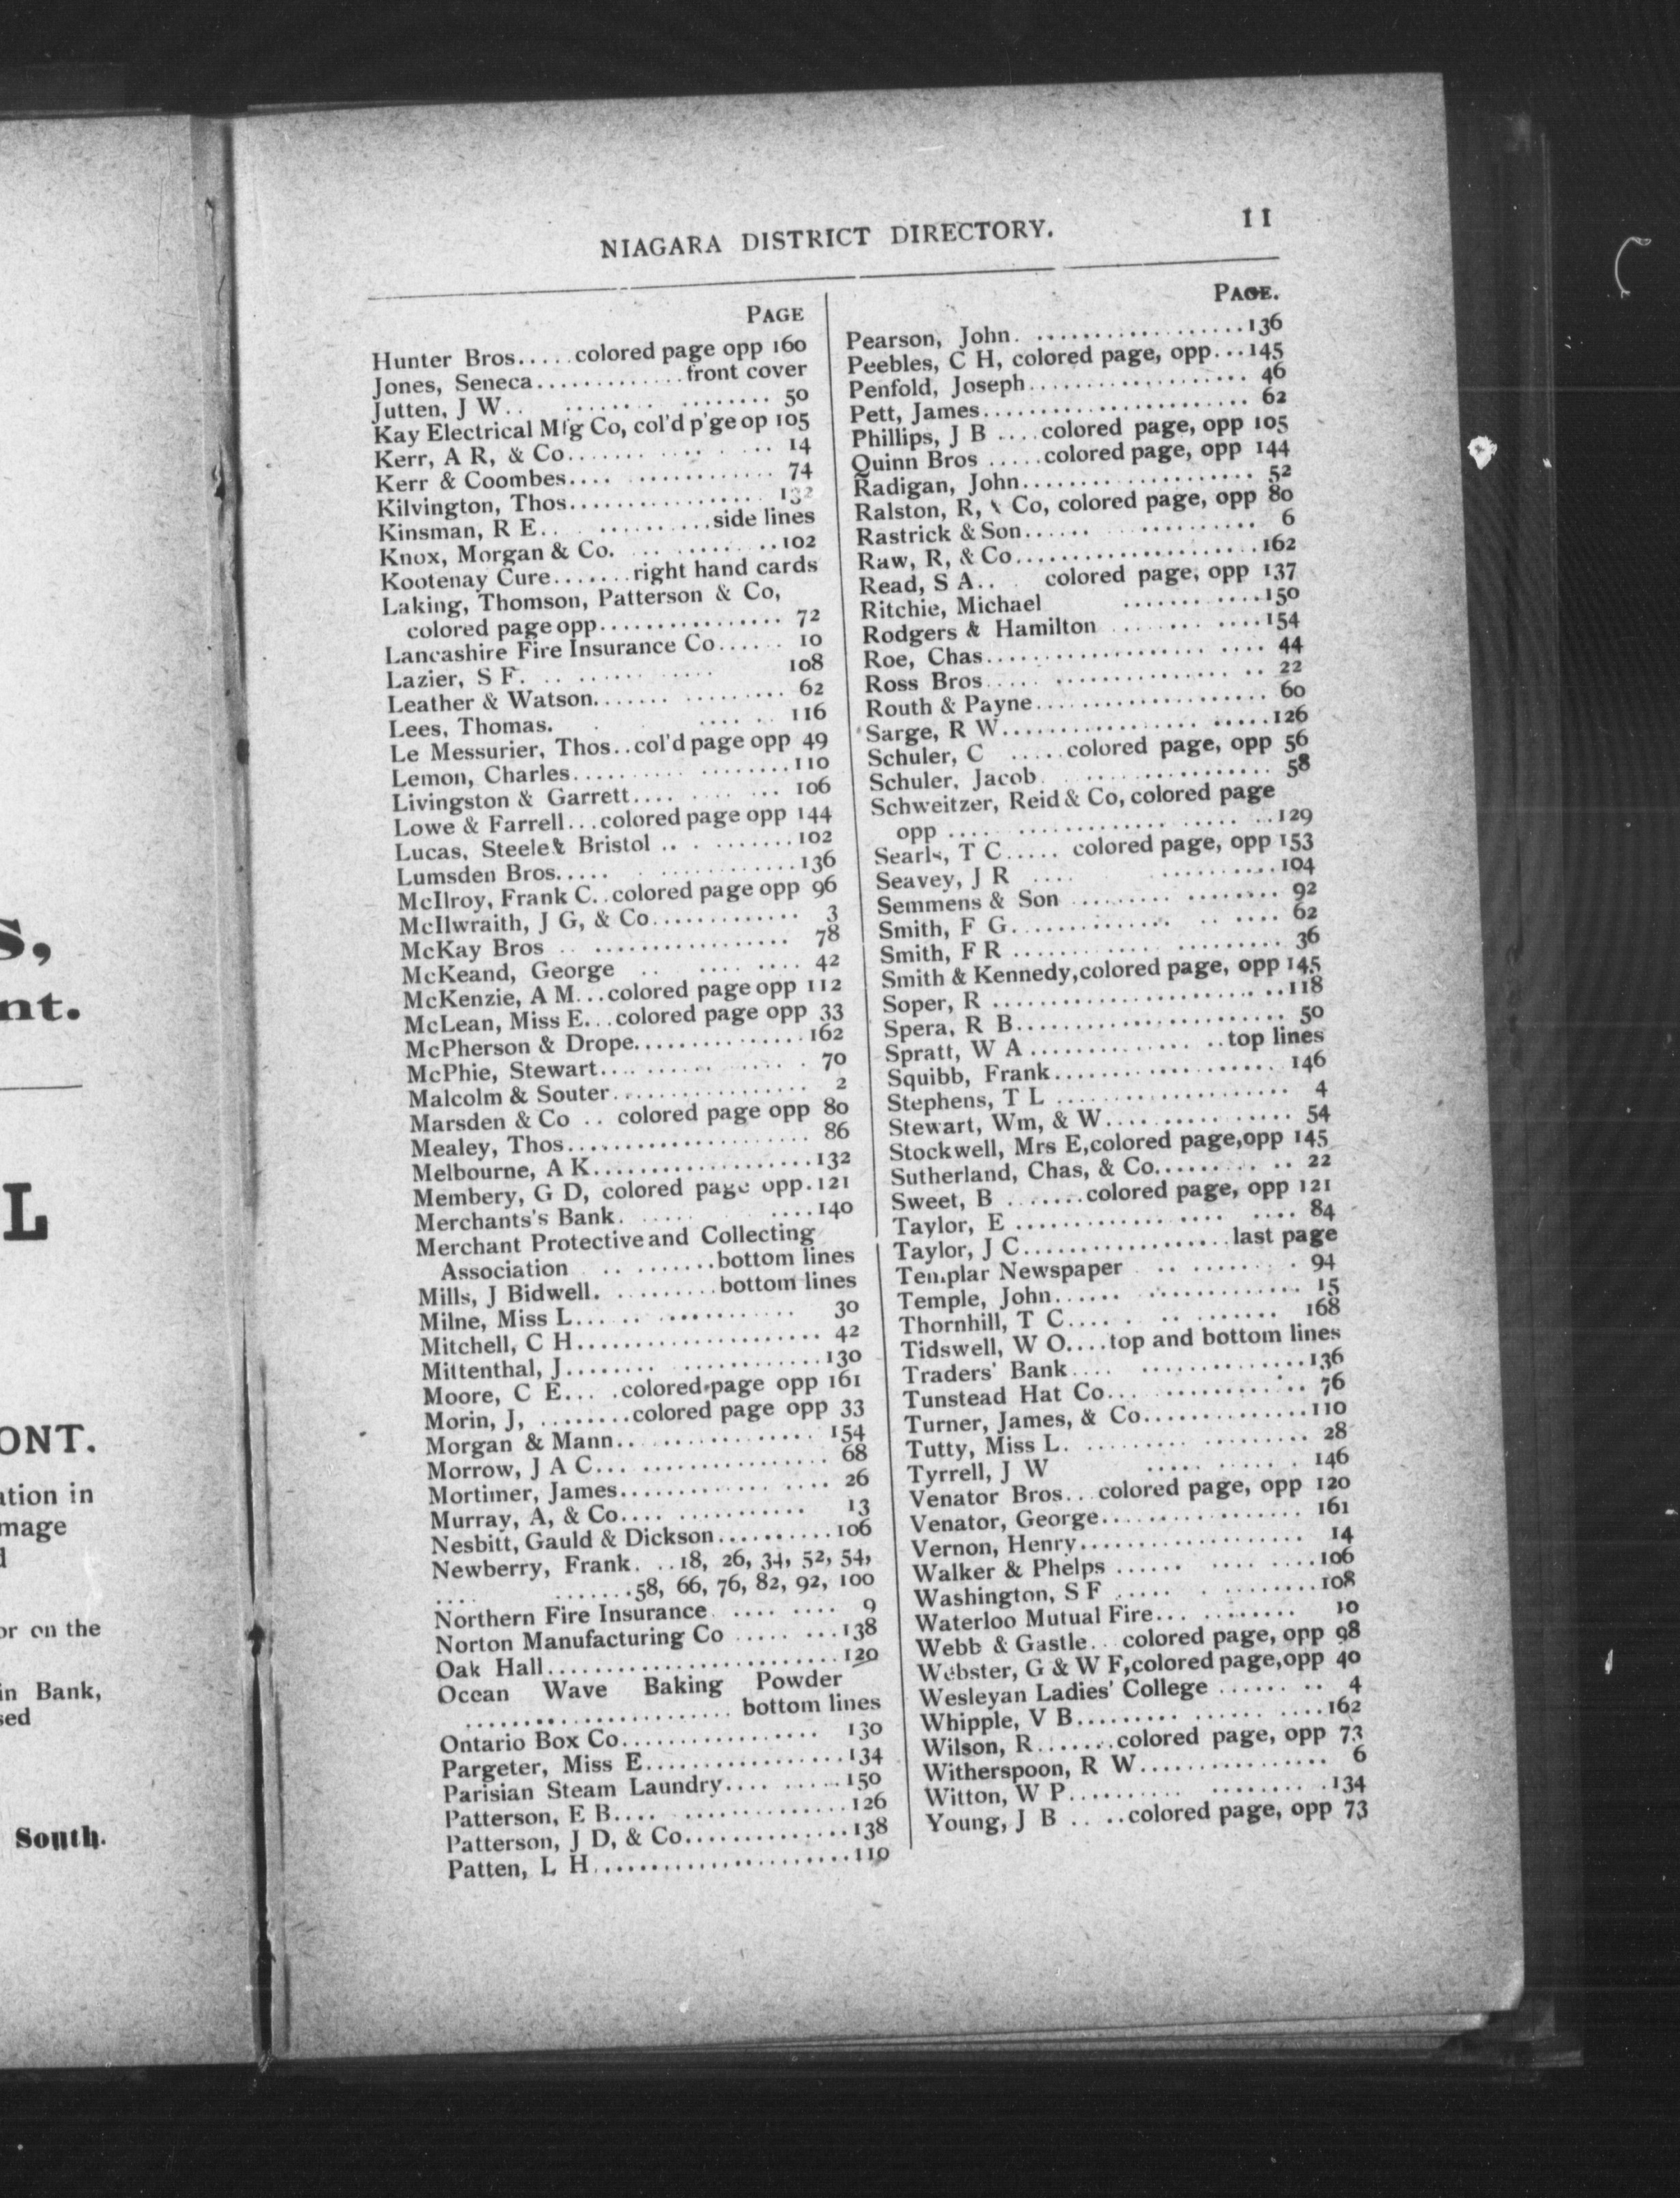 s,
nt.
L
ONT.
ation in
mage
d
or on the
in Bank,
sed
South.
NIAGARA DISTRICT DIRECTORY. 11
PAGE
Hunter Bros.....colored page opp 160
Jones, Seneca.............front cover
Jutten, J W.. ........ ........ 50
Kay Electrical Mfg Co, col'd p'ge op 105
Kerr, A R, & Co....... .. . ... 14
Kerr & Coombes.... ............ 74
Kilvington, Thos................. 132
Kinsman, R E.. ..........side lines
Knox, Morgan & Co. .. ...... ..102
Kootenay Cure.......right hand cards
Laking, Thomson, Patterson & Co,
colored page opp................ 72
Lancashire Fire Insurance Co...... 10
Lazier, S F. .. ............ 108
Leather & Watson....... ......... 62
Lees, Thomas. . .... .. 116
Le Messurier, Thos..col'd page opp 49
Lemon, Charles.......... ........110
Livingston & Garrett.... .... ... 106
Lowe & Farrell...colored page opp 144
Lucas, Steele & Bristol .. . .......102
Lumsden Bros..... . ............136
McIlroy, Frank C..colored page opp 96
McIlwraith, J G, & Co............. 3
McKay Bros .. ................. 78
McKeand, George .. .... .... 42
McKenzie, A M...colored page opp 112
McLean, Miss E...colored page opp 33
McPherson & Drope...............162
McPhie, Stewart.... ...... .... . 70
Malcolm & Souter................. 2
Marsden & Co .. colored page opp 80
Mealey, Thos..................... 86
Melbourne, A K...................132
Membery, G D, colored page opp.121
Merchants's Bank. ..... ....140
Merchant Protective and Collecting
Association .. ........bottom lines
Mills, J Bidwell. .........bottom lines
Milne, Miss L...... ........... 30
Mitchell, C H..................... 42
Mittenthal, J........ ............130
Moore, C E... .colored page opp 161
Morin, J, ........colored page opp 33
Morgan & Mann.. ............... 154
Morrow, J A C... ................ 68
Mortimer, James............. .... 26
Murray, A, & Co.... ........... 13
Nesbitt, Gauld & Dickson..........106
Newberry, Frank. ..18, 26, 34, 52, 54,
.... .......58, 66, 76, 82, 92, 100
Northern Fire Insurance. .... .... 9
Norton Manufacturing Co ..... ...138
Oak Hall.........................120
Ocean Wave Baking Powder
........................ bottom lines
Ontario Box Co................. 130
Pargeter, Miss E..................134
Parisian Steam Laundry.... ......150
Patterson, E B.... ..............126
Patterson, J D, & Co..............138
Patten, L H......................110
PAGE.
Pearson, John. ..................136
Peebles, C H, colored page, opp...145
Penfold, Joseph................... 46
Pett, James....................... 62
Phillips, J B ....colored page, opp 105
Quinn Bros .....colored page, opp 144
Radigan, John.................... 52
Ralston, R, & Co, colored page, opp 80
Rastrick & Son...... .......... 6
Raw, R, & Co.....................162
Read, S A.. . colored page, opp 137
Ritchie, Michael ............150
Rodgers & Hamilton ........ ....154
Roe, Chas.................... .... 44
Ross Bros..... ............... .. 22
Routh & Payne.................... 60
Sarge, R W................. .....126
Schuler, C .....colored page, opp 56
Schuler, Jacob. ................ 58
Schweitzer, Reid & Co, colored page
opp .... ................ ..... ..129
Searls, T C..... colored page, opp 153
Seavey, J R .... ...........104
Semmens & Son ......... ........ 92
Smith, F G.............. .. .... 62
Smith, F R ........... ......... 36
Smith & Kennedy,colored page, opp 145
Soper, R ....................... ..118
Spera, R B........................ 50
Spratt, W A ............... ..top lines
Squibb, Frank.................... 146
Stephens, T L ..................... 4
Stewart, Wm, & W................. 54
Stockwell, Mrs E,colored page,opp 145
Sutherland, Chas, & Co......... .. 22
Sweet, B .......colored page, opp 121
Taylor, E ............. .... .... 84
Taylor, J C..................last page
Templar Newspaper .. ....... . 94
Temple, John...... ............. 15
Thornhill, T C..... .. ....... 168
Tidswell, W O....top and bottom lines
Traders' Bank.... ..............136
Tunstead Hat Co... ............ 76
Turner, James, & Co..............110
Tutty, Miss L. ......... ......... 28
Tyrrell, J W ..... ..... . 146
Venator Bros...colored page, opp 120
Venator, George.................. 161
Vernon, Henry.................... 14
Walker & Phelps ...... .... ....106
Washington, S F ..... . ........108
Waterloo Mutual Fire... ........ 10
Webb & Gastle.. colored page, opp 98
Webster, G & W F,colored page,opp 40
Wesleyan Ladies' College ...... .. 4
Whipple, V B......... ...... ....162
Wilson, R.......colored page, opp 73
Witherspoon, R W................ 6
Witton, W P.......... ........ .134
Young, J B .. ..colored page, opp 73